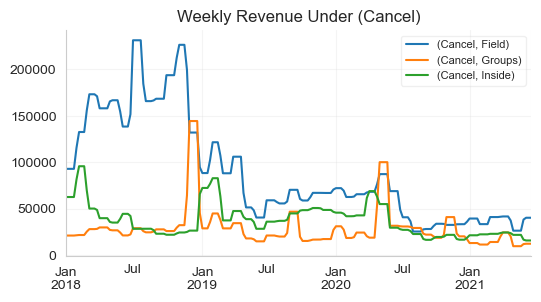 Weekly Revenue Under (Cancel)
(Cancel, Field)
(Cancel, Groups)
(Cancel, Inside)
200000
150000
100000
50000
0
Jan Jul Jan Jul Jan Jul Jan
2018 2019 2020 2021